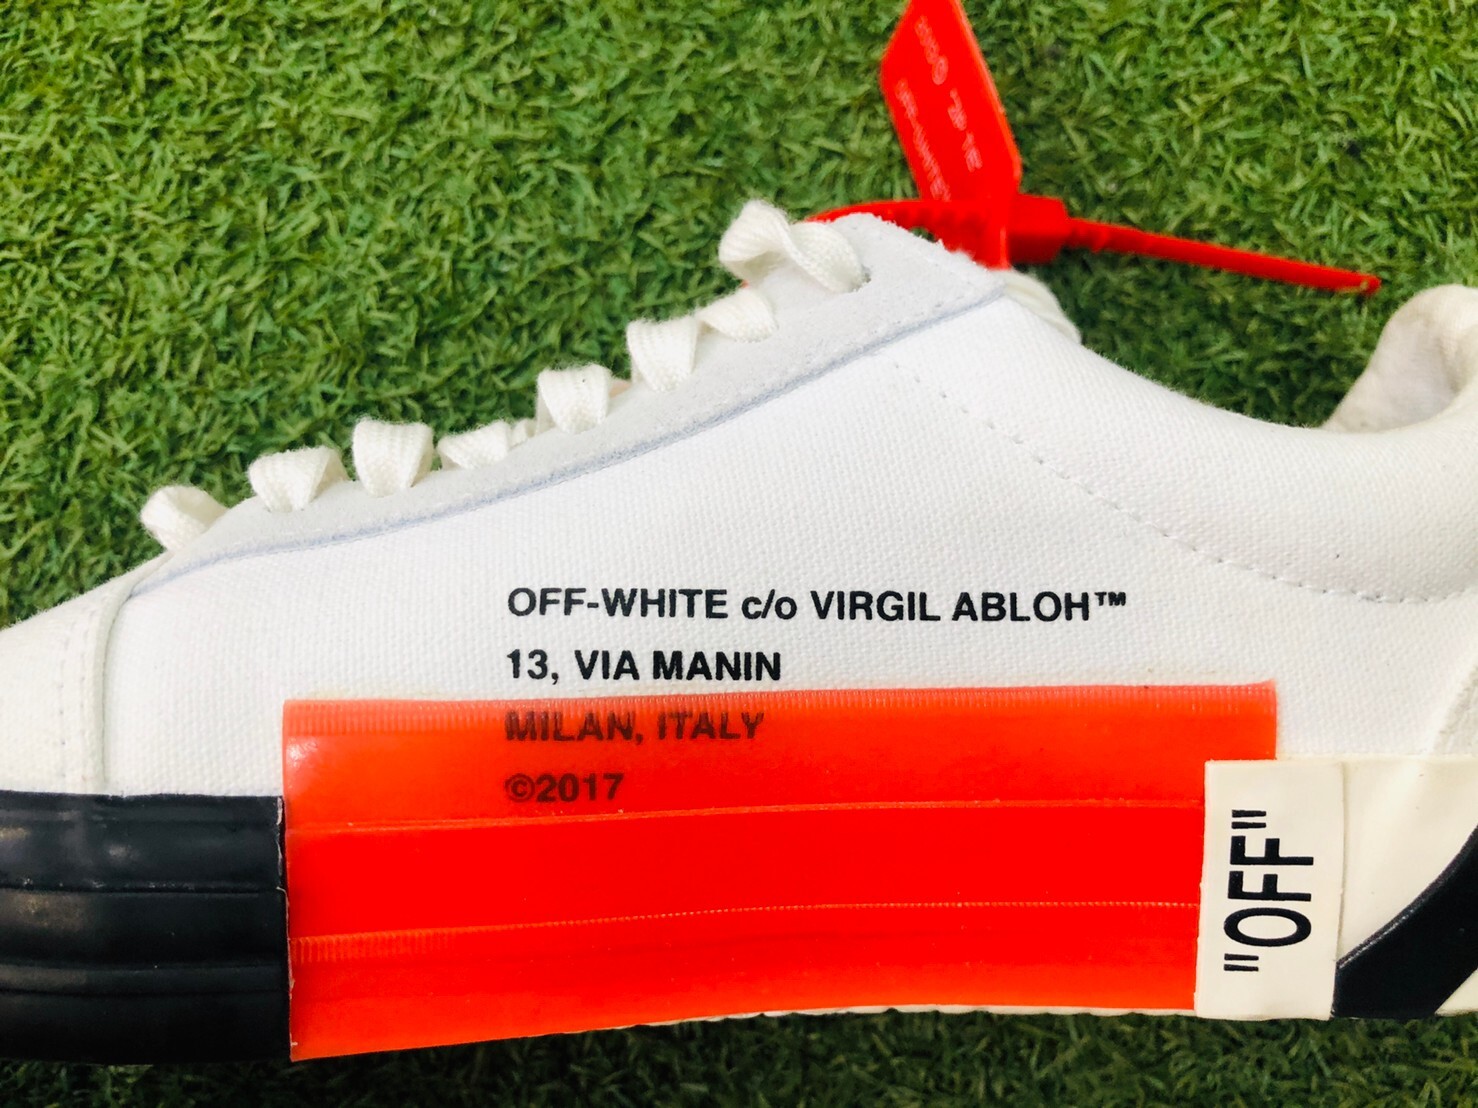 OFF-WHITE c/o VIRGIL ABLOH™
13, VIA MANIN
MILAN, ITALY
©2017
"OFF"